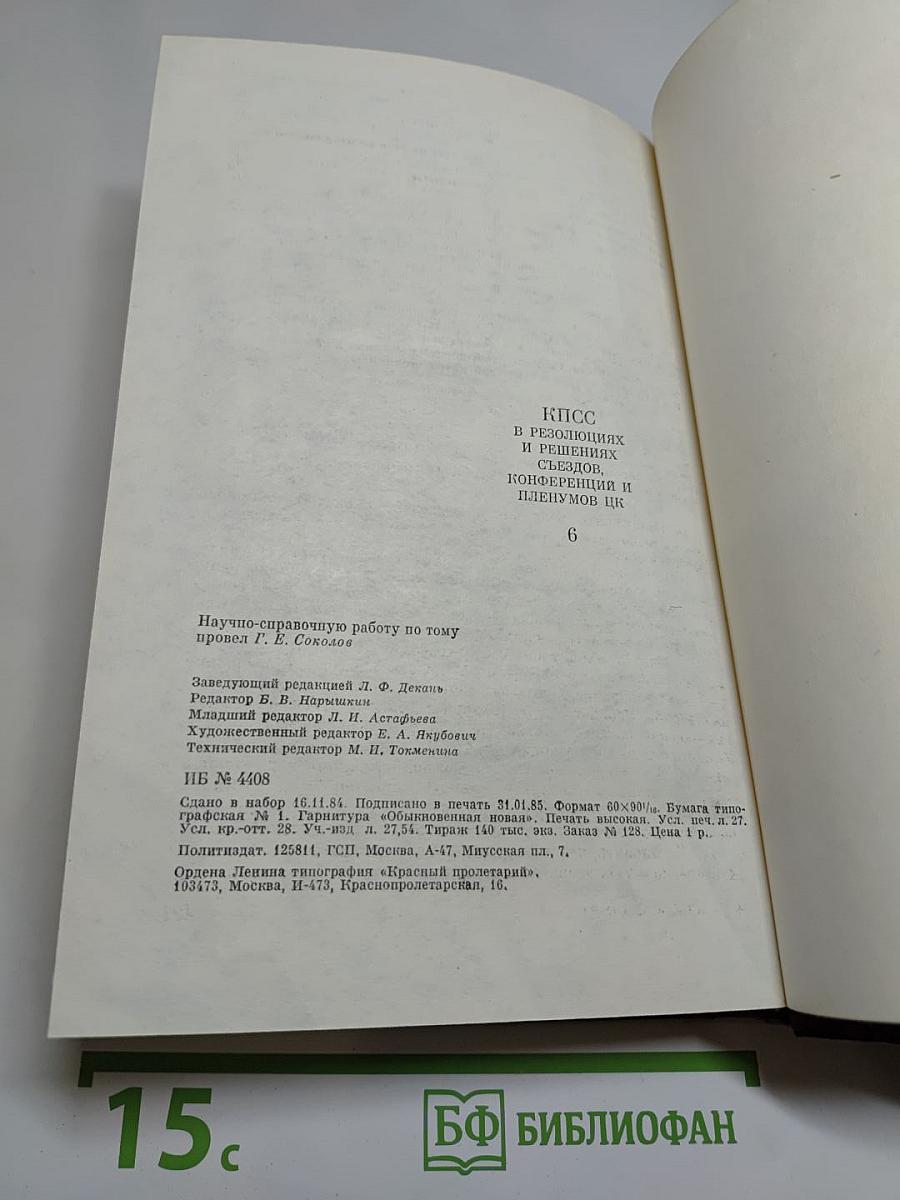 КПСС
В РЕЗОЛЮЦИЯХ
И РЕШЕНИЯХ
СЪЕЗДОВ,
КОНФЕРЕНЦИЙ И
ПЛЕНУМОВ ЦК
6
Научно-справочную работу по тому
провел Г. Е. Соколов
Заведующий редакцией Л. Ф. Декань
Редактор Б. В. Нарышкин
Младший редактор Л. И. Астафьева
Художественный редактор Е. А. Якубович
Технический редактор М. И. Токменина
ИБ № 4408
Сдано в набор 16.11.84. Подписано в печать 31.01.85. Формат 60×90¹/₁₆. Бумага типо-
графская № 1. Гарнитура «Обыкновенная новая». Печать высокая. Усл. печ. л. 27.
Усл. кр.-отт. 28. Уч.-изд л. 27,54. Тираж 140 тыс. экз. Заказ № 128. Цена 1 р.
Политиздат. 125811, ГСП, Москва, А-47, Миусская пл., 7.
Ордена Ленина типография «Красный пролетарий».
103473, Москва, И-473, Краснопролетарская, 16.
15 с
БФ БИБЛИОФАН